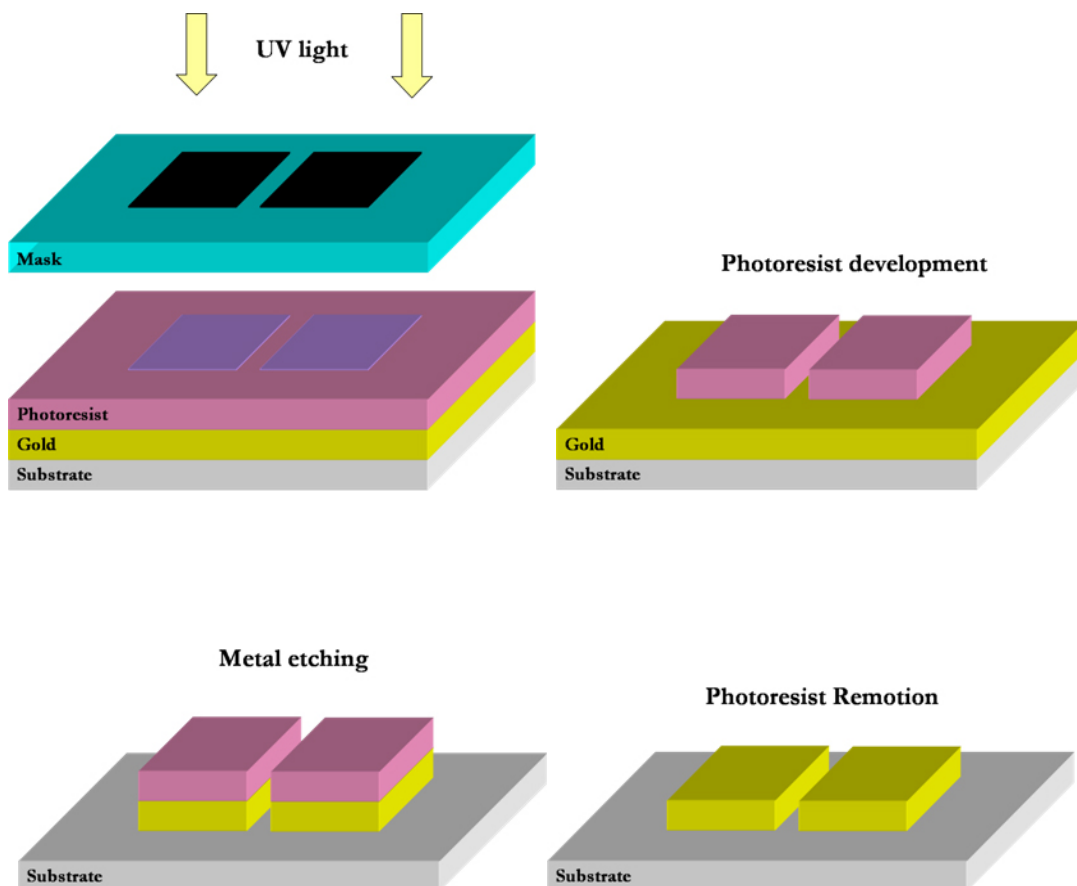 UV light
Mask
Photoresist
Gold
Substrate
Photoresist development
Gold
Substrate
Metal etching
Substrate
Photoresist Remotion
Substrate